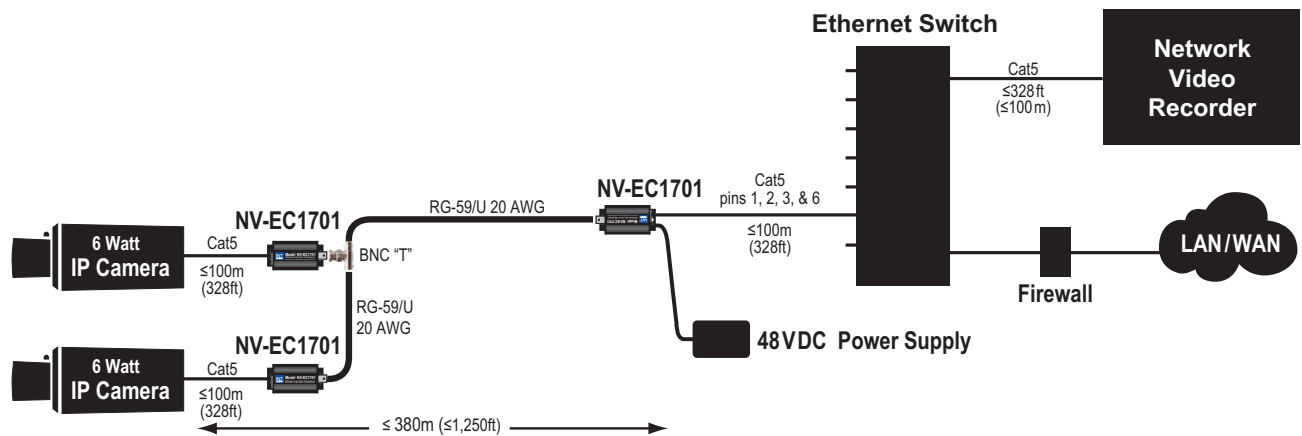 Ethernet Switch
Network
Video
Recorder
Cat5
≤328ft
(≤100m)
NV-EC1701
Cat5
pins 1, 2, 3, & 6
≤100m
(328ft)
RG-59/U 20 AWG
NV-EC1701
6 Watt
IP Camera
Cat5
≤100m
(328ft)
BNC “T”
RG-59/U
20 AWG
LAN/WAN
Firewall
48VDC Power Supply
NV-EC1701
6 Watt
IP Camera
Cat5
≤100m
(328ft)
≤ 380m (≤1,250ft)